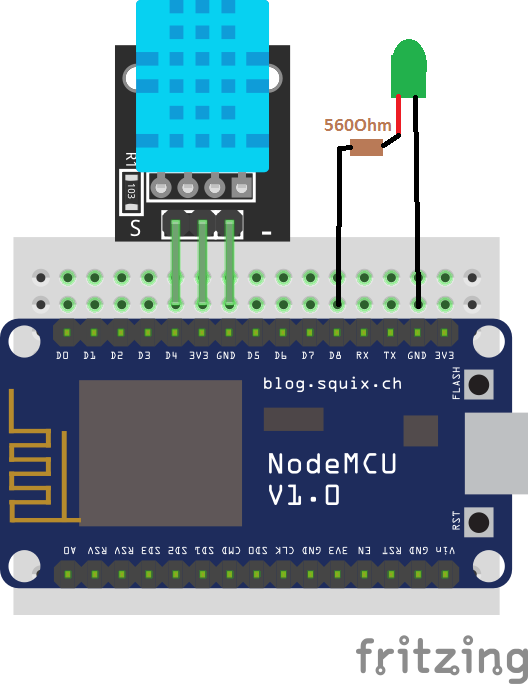 560Ohm
R1
103
S -
D0 D1 D2 D3 D4 3V3 GND D5 D6 D7 D8 RX TX GND 3V3
blog.squix.ch
FLASH
NodeMCU
V1.0
RST
A0 RSV RSV SD3 SD2 SD1 CMD SD0 CLK GND 3V3 EN RST GND Vin
fritzing